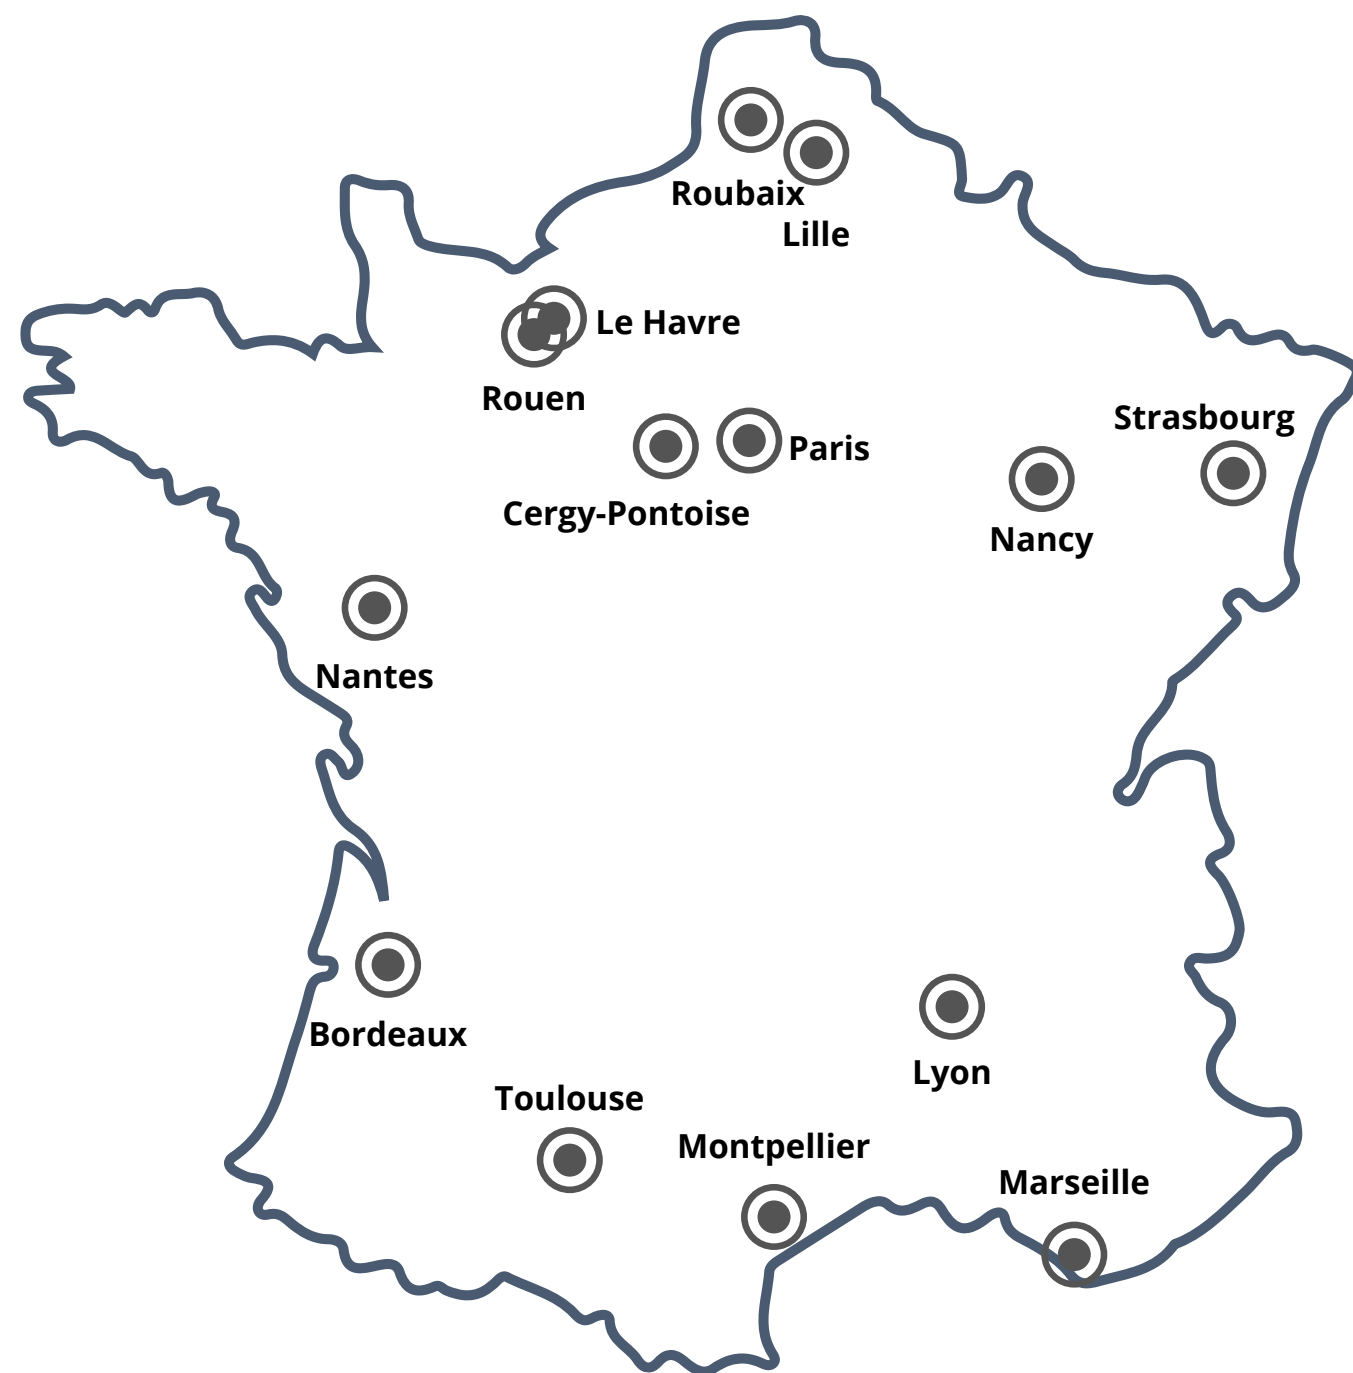 Roubaix
Lille
Le Havre
Rouen
Strasbourg
Paris
Cergy-Pontoise
Nancy
Nantes
Bordeaux
Lyon
Toulouse
Montpellier
Marseille